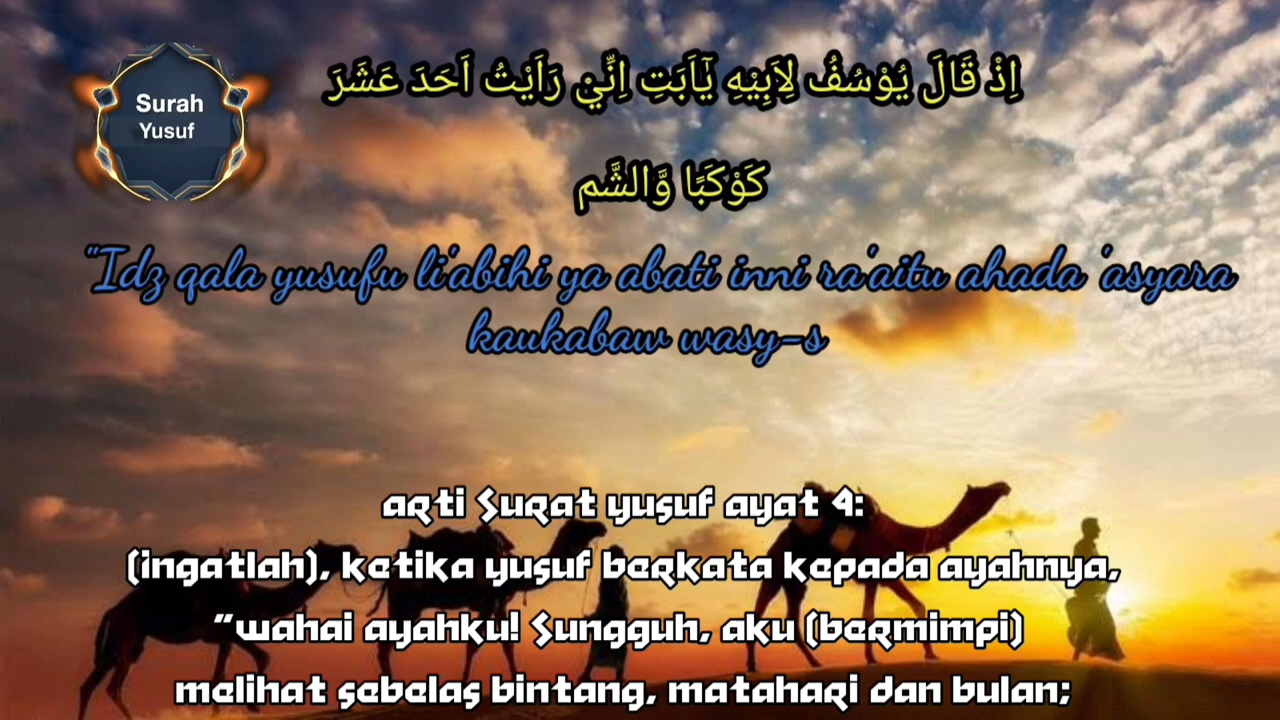 Surah
Yusuf
اِذْ قَالَ يُوْسُفُ لِاَبِيْهِ يٰٓاَبَتِ اِنِّيْ رَاَيْتُ اَحَدَ عَشَرَ
كَوْكَبًا وَّالشَّم
"Idz qala yusufu li'abihi ya abati inni ra'aitu ahada 'asyara
kaukabaw wasy-s
arti Surat yusuf ayat 4:
(ingatlah), ketika yusuf berkata kepada ayahnya,
"wahai ayahku! Sungguh, aku (bermimpi)
melihat sebelas bintang, matahari dan bulan;